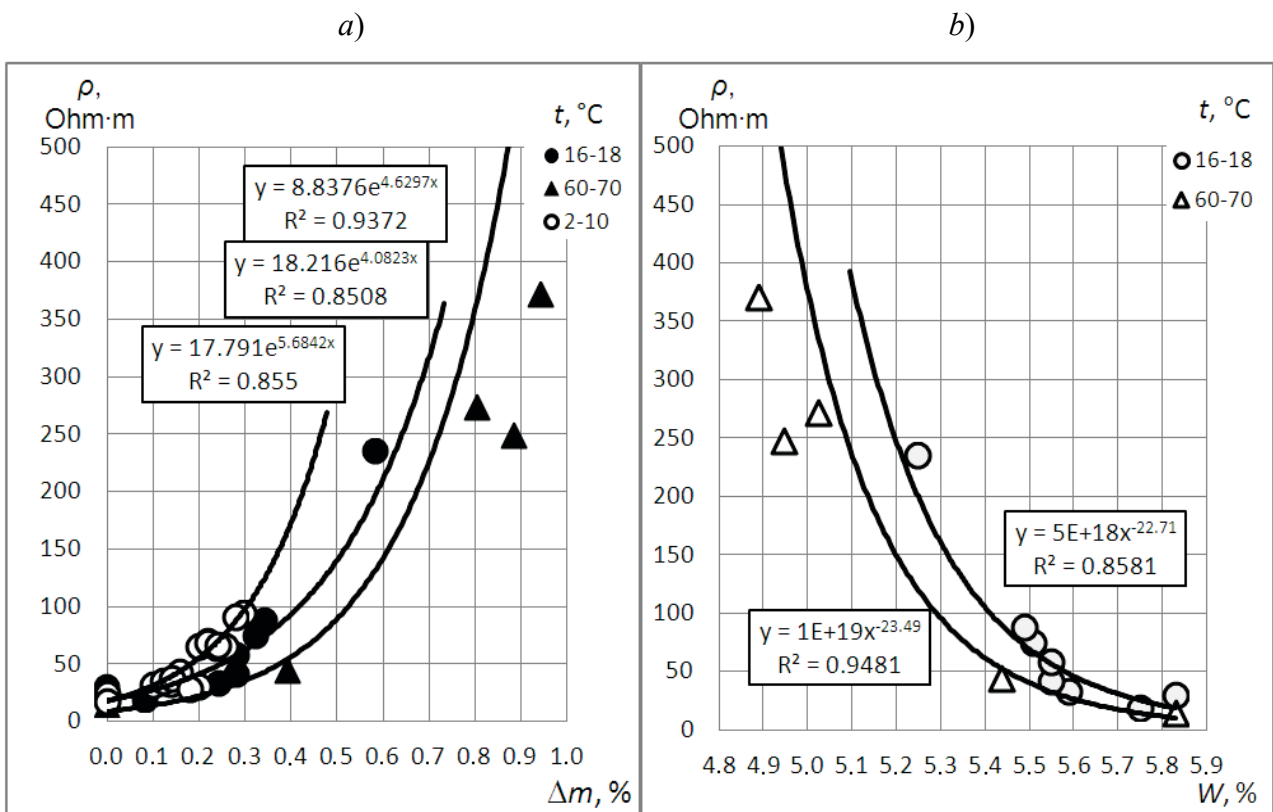 a)
b)
ρ,
Ohm·m
t, °C
16-18
60-70
2-10
500
450
400
350
300
250
200
150
100
50
0
y = 8.8376e^4.6297x
R² = 0.9372
y = 18.216e^4.0823x
R² = 0.8508
y = 17.791e^5.6842x
R² = 0.855
0.0 0.1 0.2 0.3 0.4 0.5 0.6 0.7 0.8 0.9 1.0
Δm, %
ρ,
Ohm·m
t, °C
16-18
60-70
500
450
400
350
300
250
200
150
100
50
0
y = 5E+18x^-22.71
R² = 0.8581
y = 1E+19x^-23.49
R² = 0.9481
4.8 4.9 5.0 5.1 5.2 5.3 5.4 5.5 5.6 5.7 5.8 5.9
W, %